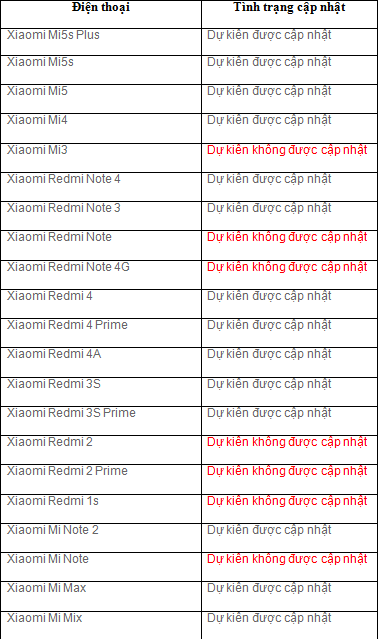 Điện thoại Tình trạng cập nhật
Xiaomi Mi5s Plus Dự kiến được cập nhật
Xiaomi Mi5s Dự kiến được cập nhật
Xiaomi Mi5 Dự kiến được cập nhật
Xiaomi Mi4 Dự kiến được cập nhật
Xiaomi Mi3 Dự kiến không được cập nhật
Xiaomi Redmi Note 4 Dự kiến được cập nhật
Xiaomi Redmi Note 3 Dự kiến được cập nhật
Xiaomi Redmi Note Dự kiến không được cập nhật
Xiaomi Redmi Note 4G Dự kiến không được cập nhật
Xiaomi Redmi 4 Dự kiến được cập nhật
Xiaomi Redmi 4 Prime Dự kiến được cập nhật
Xiaomi Redmi 4A Dự kiến được cập nhật
Xiaomi Redmi 3S Dự kiến được cập nhật
Xiaomi Redmi 3S Prime Dự kiến được cập nhật
Xiaomi Redmi 2 Dự kiến không được cập nhật
Xiaomi Redmi 2 Prime Dự kiến không được cập nhật
Xiaomi Redmi 1s Dự kiến không được cập nhật
Xiaomi Mi Note 2 Dự kiến được cập nhật
Xiaomi Mi Note Dự kiến không được cập nhật
Xiaomi Mi Max Dự kiến được cập nhật
Xiaomi Mi Mix Dự kiến được cập nhật